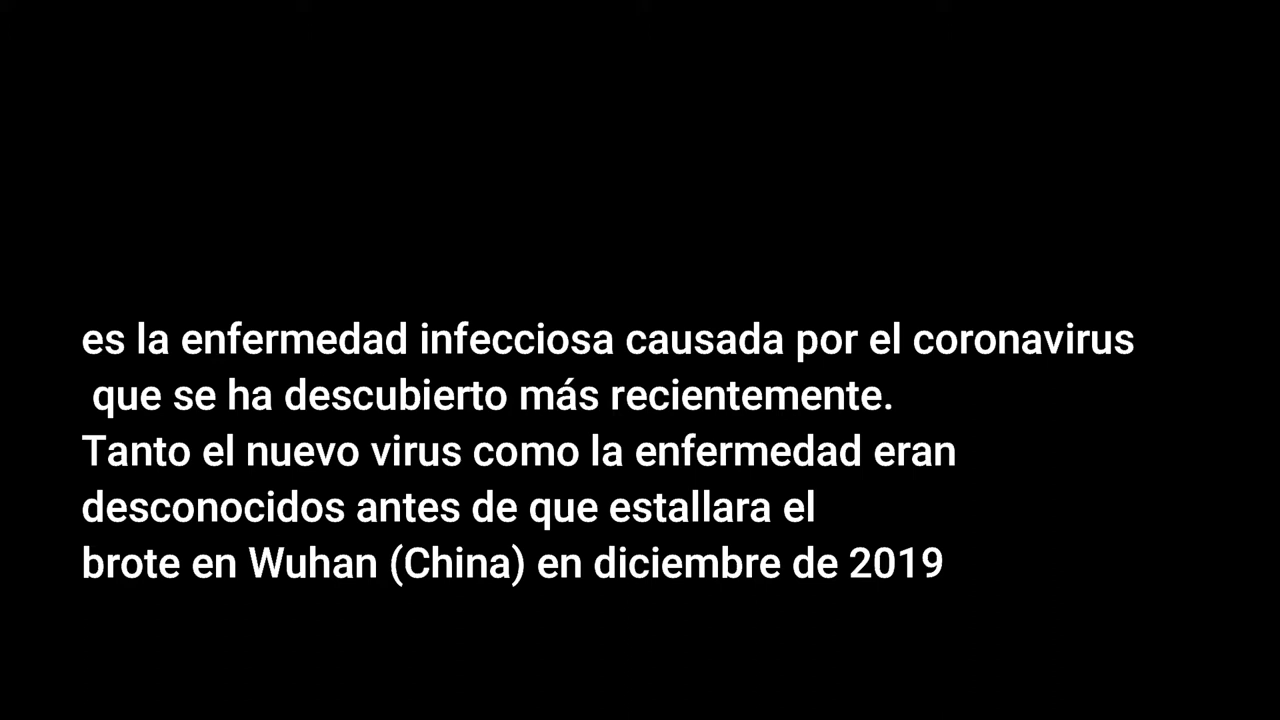 es la enfermedad infecciosa causada por el coronavirus
que se ha descubierto más recientemente.
Tanto el nuevo virus como la enfermedad eran
desconocidos antes de que estallara el
brote en Wuhan (China) en diciembre de 2019